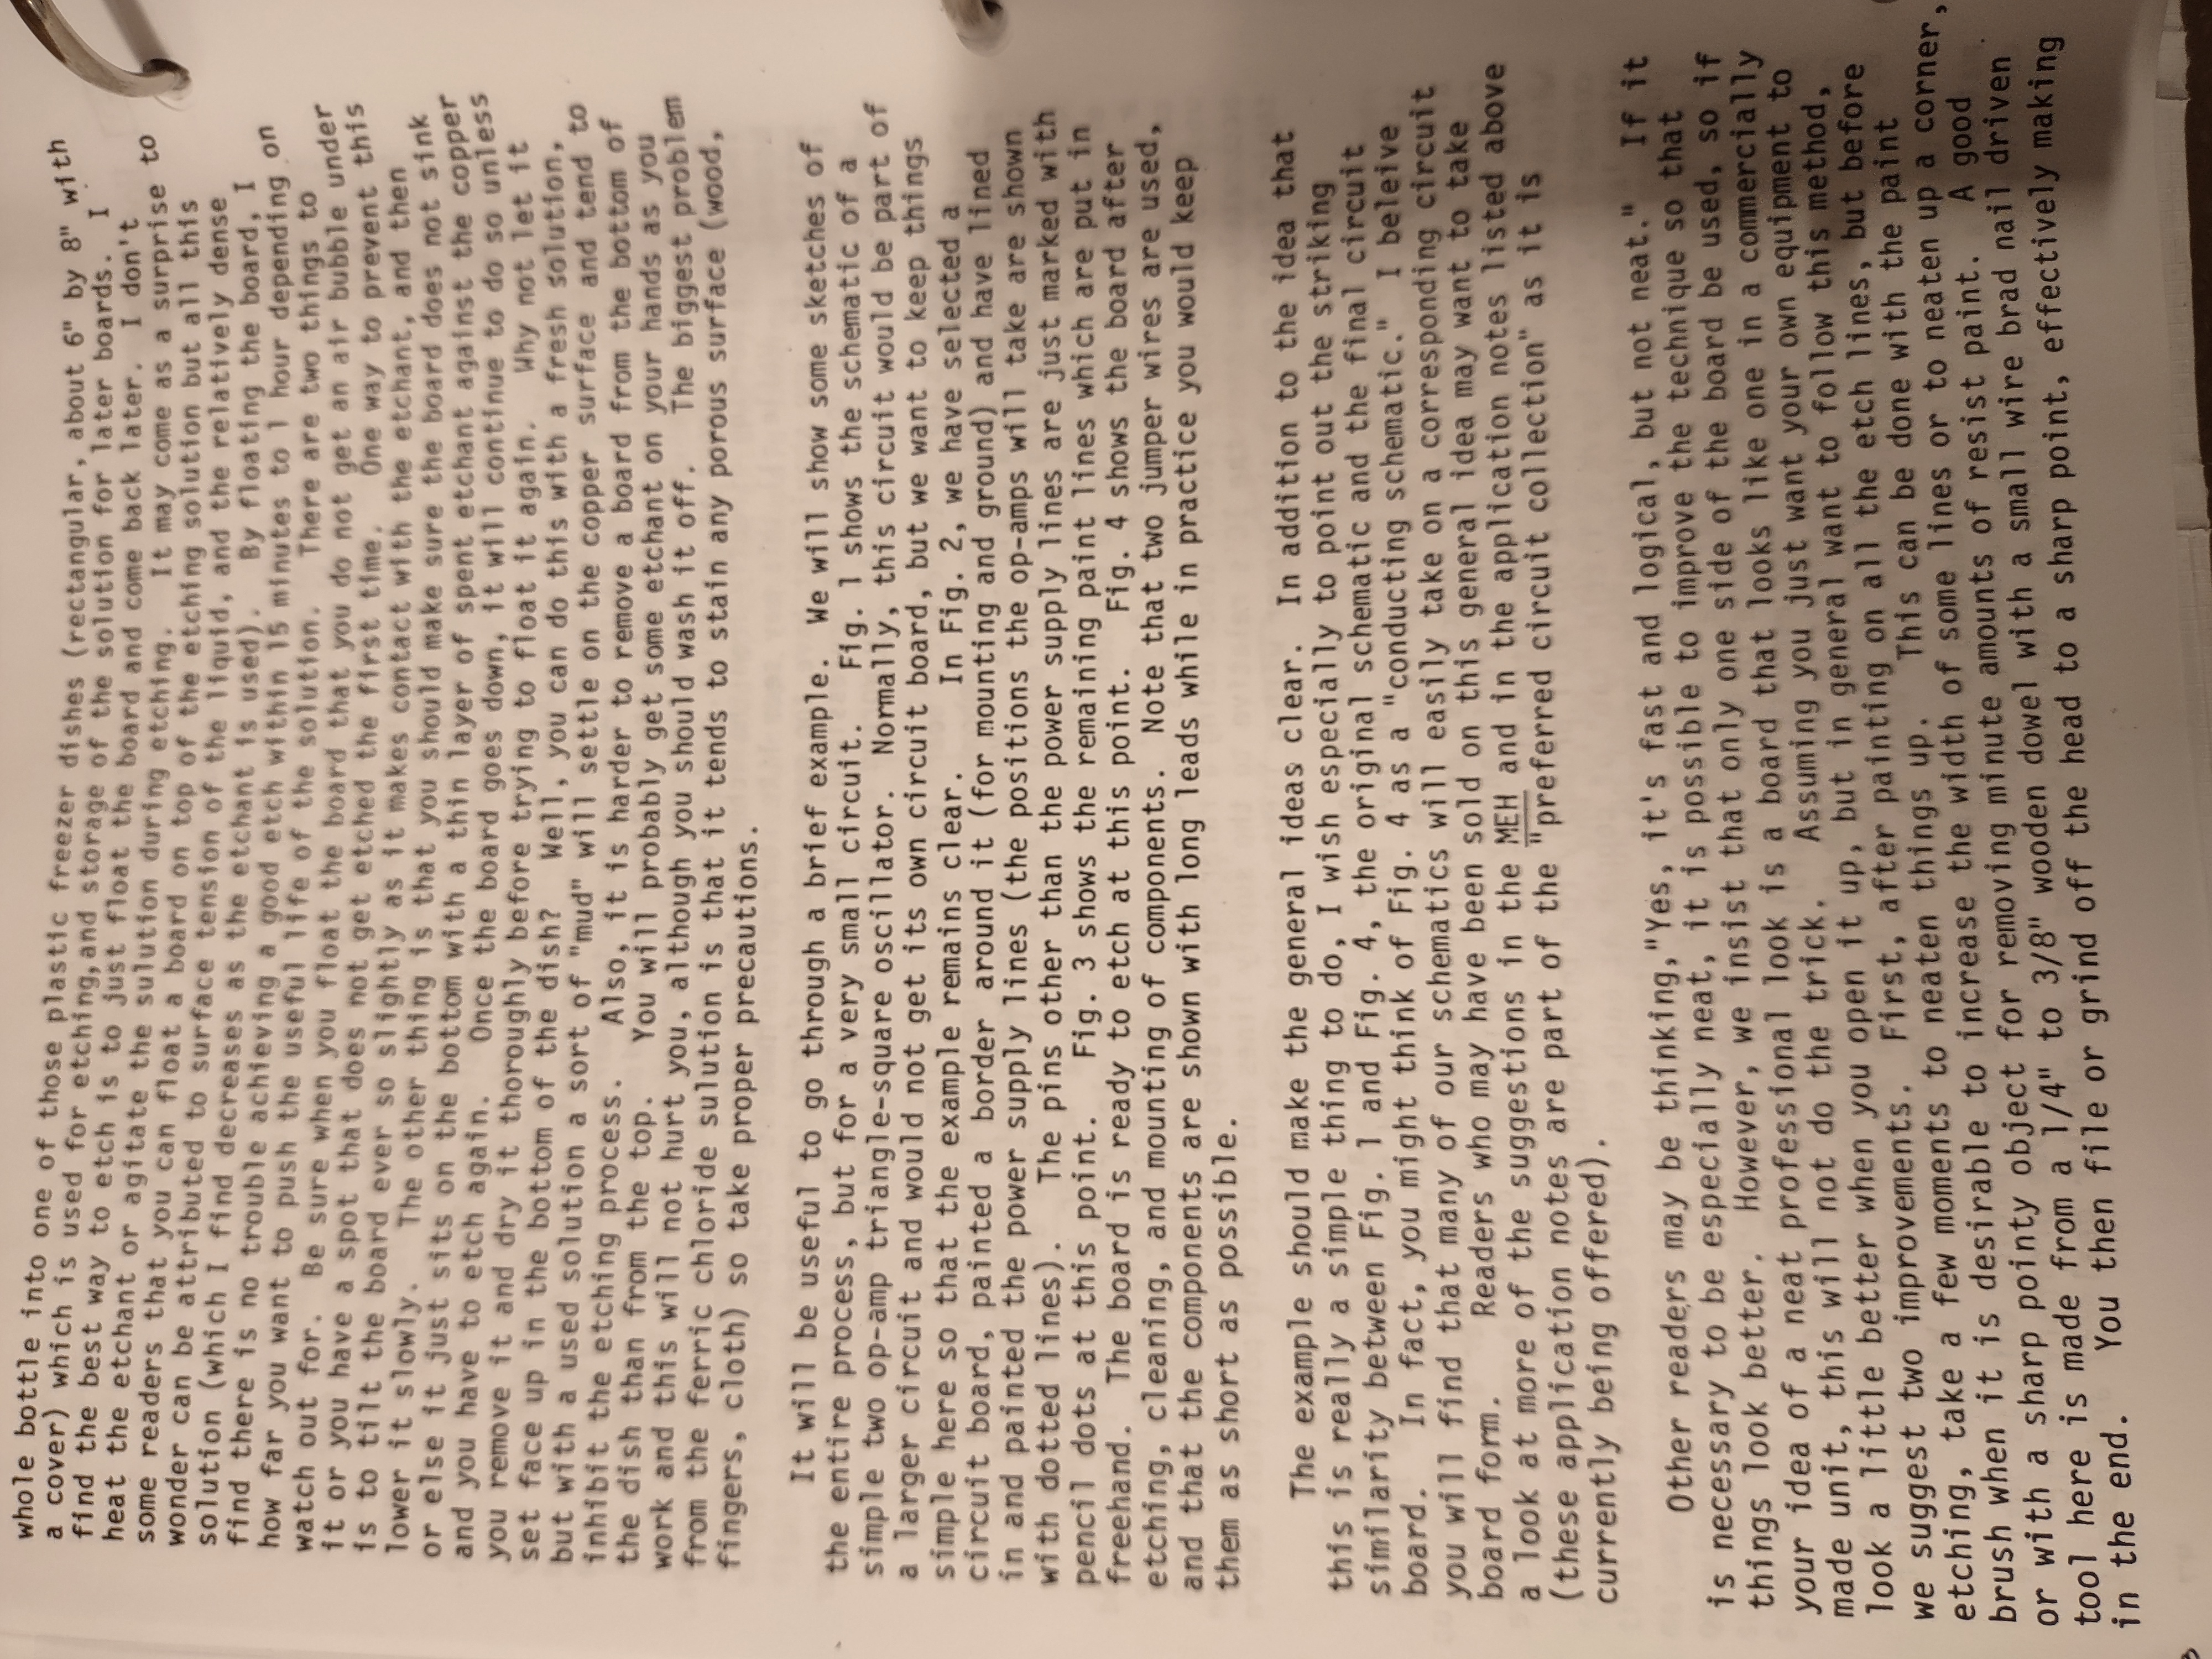 whole bottle into one of those plastic freezer dishes (rectangular, about 6" by 8" with
a cover) which is used for etching, and storage of the solution for later boards. I
find the best way to etch is to just float the board and come back later. I don't
heat the etchant or agitate the sulution during etching. It may come as a surprise to
some readers that you can float a board on top of the etching solution but all this
wonder can be attributed to surface tension of the liquid, and the relatively dense
solution (which I find decreases as the etchant is used). By floating the board, I
find there is no trouble achieving a good etch within 15 minutes to 1 hour depending on
how far you want to push the useful life of the solution. There are two things to
watch out for. Be sure when you float the board that you do not get an air bubble under
it or you have a spot that does not get etched the first time. One way to prevent this
is to tilt the board ever so slightly as it makes contact with the etchant, and then
lower it slowly. The other thing is that you should make sure the board does not sink
or else it just sits on the bottom with a thin layer of spent etchant against the copper
and you have to etch again. Once the board goes down, it will continue to do so unless
you remove it and dry it thoroughly before trying to float it again. Why not let it
set face up in the bottom of the dish? Well, you can do this with a fresh solution,
but with a used solution a sort of "mud" will settle on the copper surface and tend to
inhibit the etching process. Also, it is harder to remove a board from the bottom of
the dish than from the top. You will probably get some etchant on your hands as you
work and this will not hurt you, although you should wash it off. The biggest problem
from the ferric chloride sulution is that it tends to stain any porous surface (wood,
fingers, cloth) so take proper precautions.
It will be useful to go through a brief example. We will show some sketches of
the entire process, but for a very small circuit. Fig. 1 shows the schematic of a
simple two op-amp triangle-square oscillator. Normally, this circuit would be part of
a larger circuit and would not get its own circuit board, but we want to keep things
simple here so that the example remains clear. In Fig. 2, we have selected a
circuit board, painted a border around it (for mounting and ground) and have lined
in and painted the power supply lines (the positions the op-amps will take are shown
with dotted lines). The pins other than the power supply lines are just marked with
pencil dots at this point. Fig. 3 shows the remaining paint lines which are put in
freehand. The board is ready to etch at this point. Fig. 4 shows the board after
etching, cleaning, and mounting of components. Note that two jumper wires are used,
and that the components are shown with long leads while in practice you would keep
them as short as possible.
The example should make the general ideas clear. In addition to the idea that
this is really a simple thing to do, I wish especially to point out the striking
similarity between Fig. 1 and Fig. 4, the original schematic and the final circuit
board. In fact, you might think of Fig. 4 as a "conducting schematic." I beleive
you will find that many of our schematics will easily take on a corresponding circuit
board form. Readers who may have been sold on this general idea may want to take
a look at more of the suggestions in the MEH and in the application notes listed above
(these application notes are part of the "preferred circuit collection" as it is
currently being offered).
Other readers may be thinking,"Yes, it's fast and logical, but not neat." If it
is necessary to be especially neat, it is possible to improve the technique so that
things look better. However, we insist that only one side of the board be used, so if
your idea of a neat professional look is a board that looks like one in a commercially
made unit, this will not do the trick. Assuming you just want your own equipment to
look a little better when you open it up, but in general want to follow this method,
we suggest two improvements. First, after painting on all the etch lines, but before
etching, take a few moments to neaten things up. This can be done with the paint
brush when it is desirable to increase the width of some lines or to neaten up a corner,
or with a sharp pointy object for removing minute amounts of resist paint. A good
tool here is made from a 1/4" to 3/8" wooden dowel with a small wire brad nail driven
in the end. You then file or grind off the head to a sharp point, effectively making